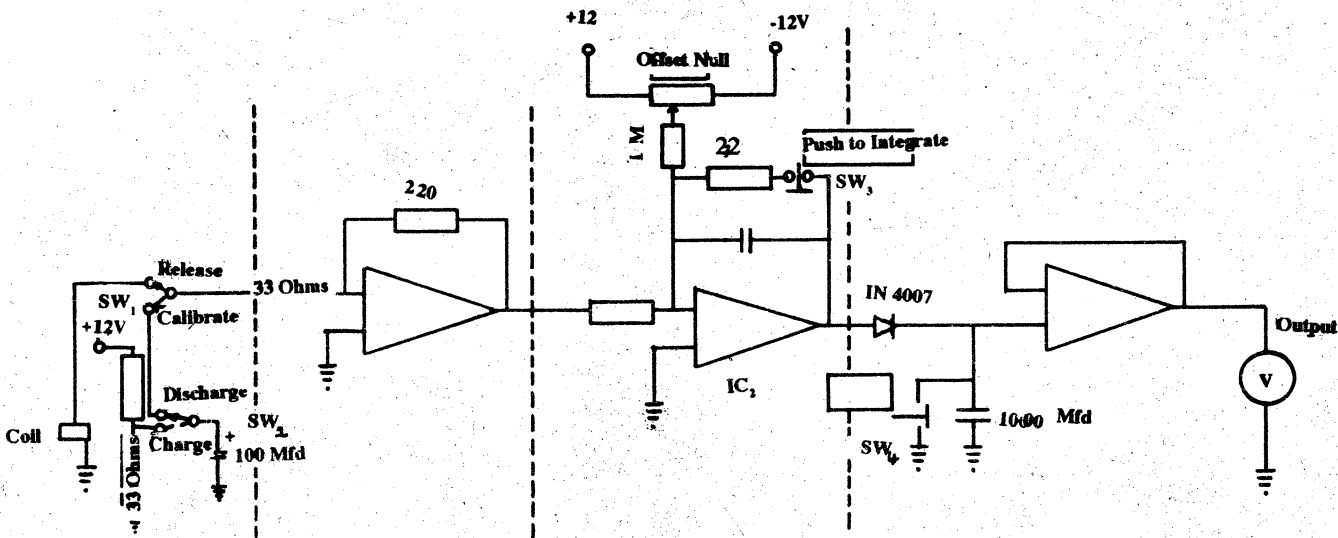 +12
-12V
Offset Null
1 M
22
Push to Integrate
SW3
220
Release
33 Ohms
SW1
Calibrate
+12V
IN 4007
Output
V
IC2
Discharge
SW2
Coil
Charge
+
100 Mfd
33 Ohms
SW4
1000 Mfd